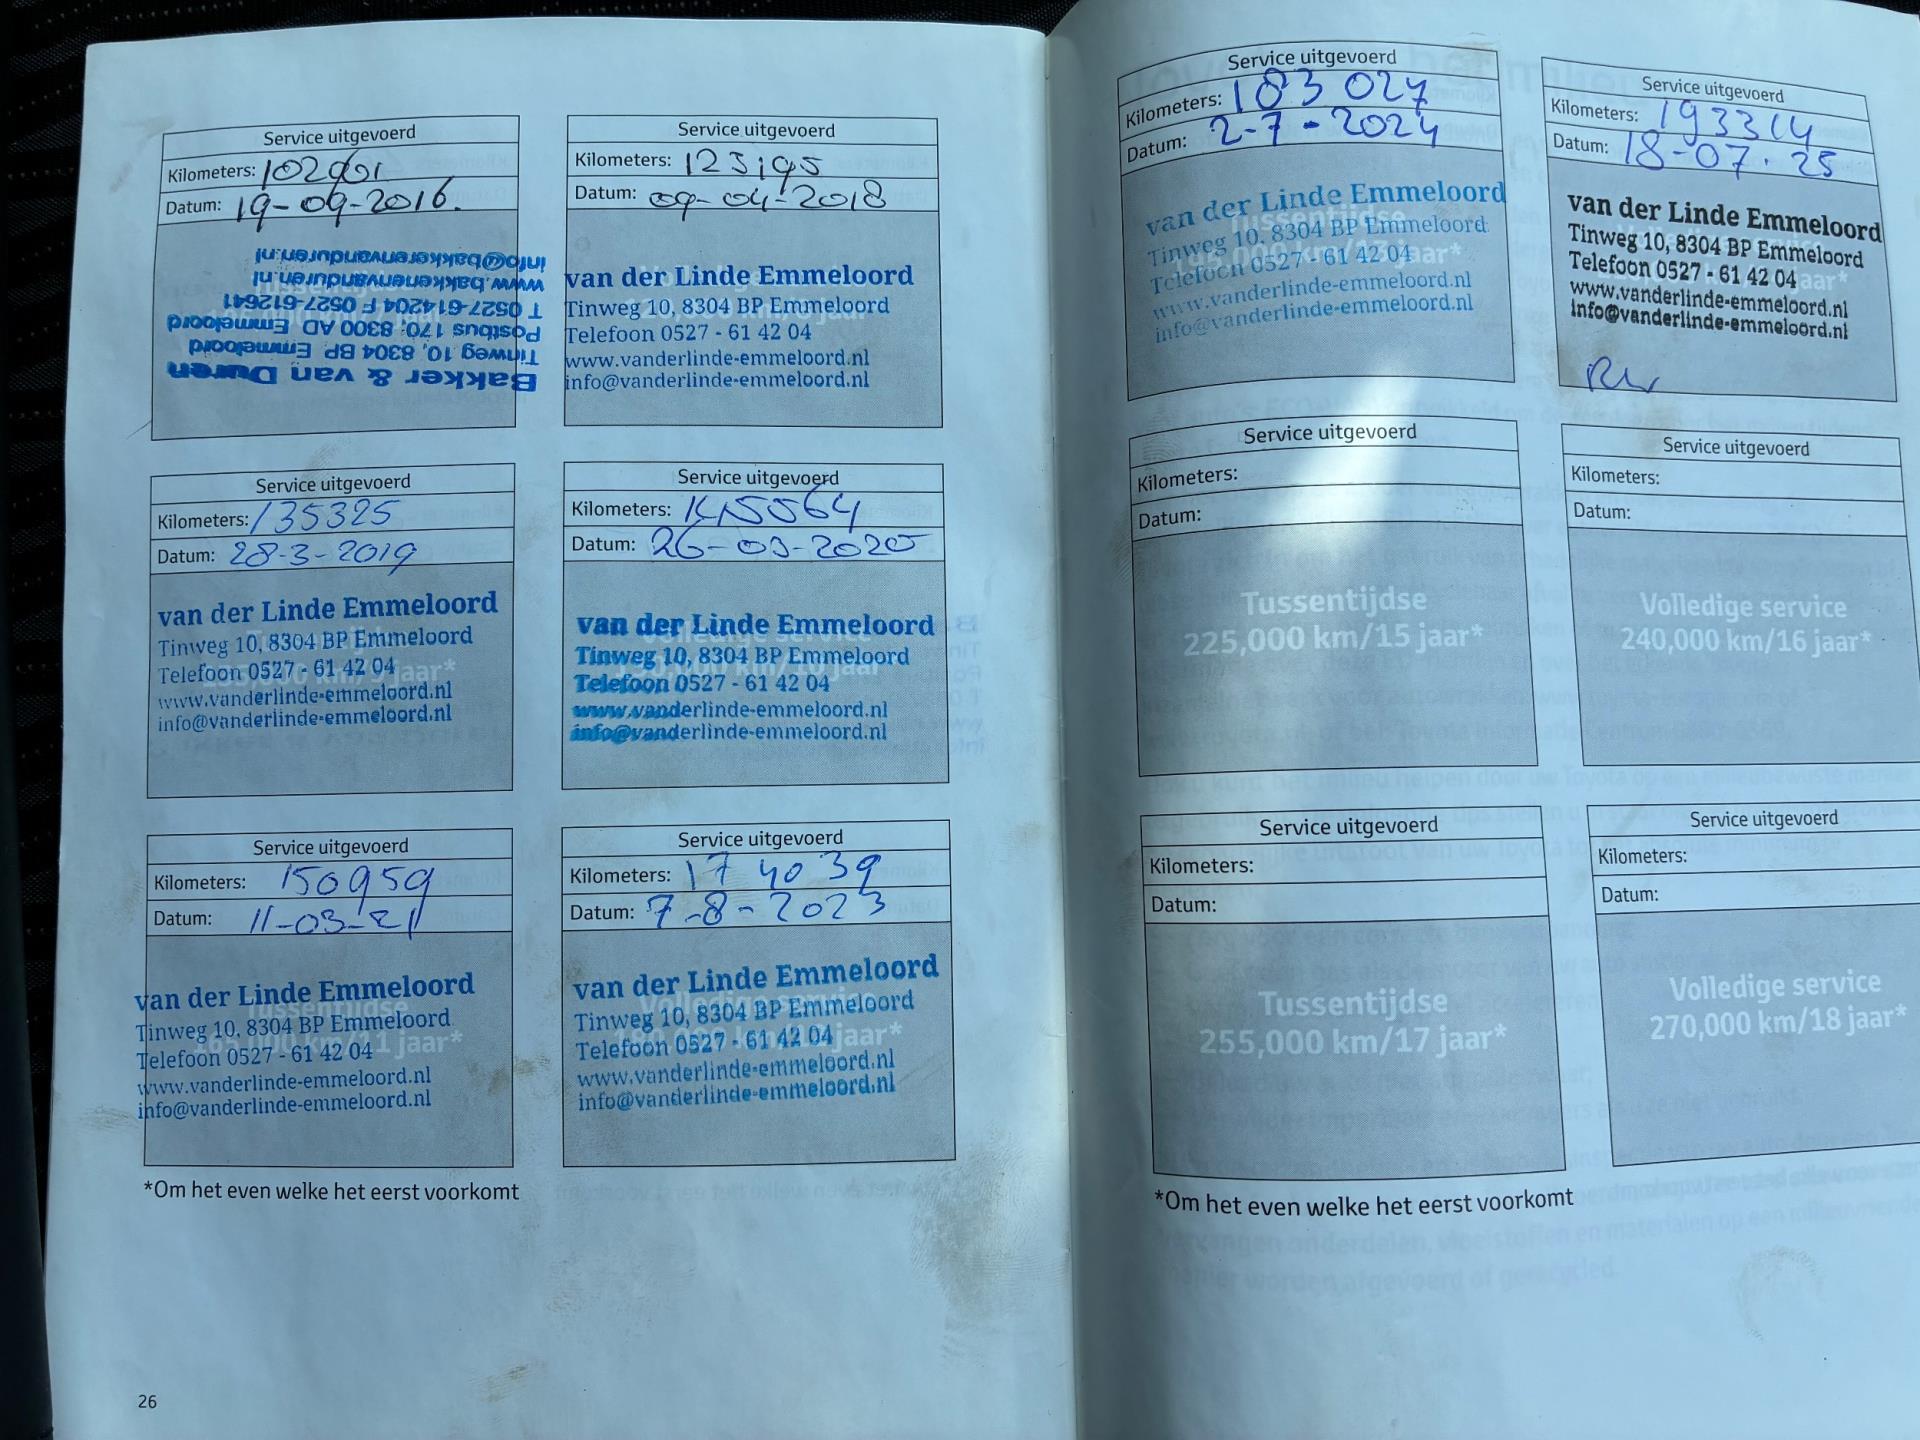 Service uitgevoerd
Kilometers:
Datum: 19-09-2016.
Bakker & van Duren
Tinweg 10, 8304 BP Emmeloord
Postbus 170, 8300 AD Emmeloord
T 0527-614204 F 0527-612641
www.bakkerenvanduren.nl
info@bakkerenvanduren.nl
Service uitgevoerd
Kilometers: 123195
Datum: 09-04-2018
van der Linde Emmeloord
Tinweg 10, 8304 BP Emmeloord
Telefoon 0527 - 61 42 04
www.vanderlinde-emmeloord.nl
info@vanderlinde-emmeloord.nl
Service uitgevoerd
Kilometers: 135325
Datum: 28-3-2019
van der Linde Emmeloord
Tinweg 10, 8304 BP Emmeloord
Telefoon 0527 - 61 42 04
www.vanderlinde-emmeloord.nl
info@vanderlinde-emmeloord.nl
Service uitgevoerd
Kilometers:
Datum: 26-03-2020
van der Linde Emmeloord
Tinweg 10, 8304 BP Emmeloord
Telefoon 0527 - 61 42 04
www.vanderlinde-emmeloord.nl
info@vanderlinde-emmeloord.nl
Service uitgevoerd
Kilometers: 150959
Datum: 11-03-21
van der Linde Emmeloord
Tinweg 10, 8304 BP Emmeloord
Telefoon 0527 - 61 42 04
www.vanderlinde-emmeloord.nl
info@vanderlinde-emmeloord.nl
Service uitgevoerd
Kilometers: 174039
Datum: 7-8-2023
van der Linde Emmeloord
Tinweg 10, 8304 BP Emmeloord
Telefoon 0527 - 61 42 04
www.vanderlinde-emmeloord.nl
info@vanderlinde-emmeloord.nl
*Om het even welke het eerst voorkomt
26
Service uitgevoerd
Kilometers: 183 027
Datum: 2-7-2024
van der Linde Emmeloord
Tinweg 10, 8304 BP Emmeloord
Telefoon 0527 - 61 42 04
www.vanderlinde-emmeloord.nl
info@vanderlinde-emmeloord.nl
Service uitgevoerd
Kilometers: 193314
Datum: 18-07-25
van der Linde Emmeloord
Tinweg 10, 8304 BP Emmeloord
Telefoon 0527 - 61 42 04
www.vanderlinde-emmeloord.nl
info@vanderlinde-emmeloord.nl
Service uitgevoerd
Kilometers:
Datum:
Tussentijdse
225,000 km/15 jaar*
Service uitgevoerd
Kilometers:
Datum:
Volledige service
240,000 km/16 jaar*
Service uitgevoerd
Kilometers:
Datum:
Tussentijdse
255,000 km/17 jaar*
Service uitgevoerd
Kilometers:
Datum:
Volledige service
270,000 km/18 jaar*
*Om het even welke het eerst voorkomt